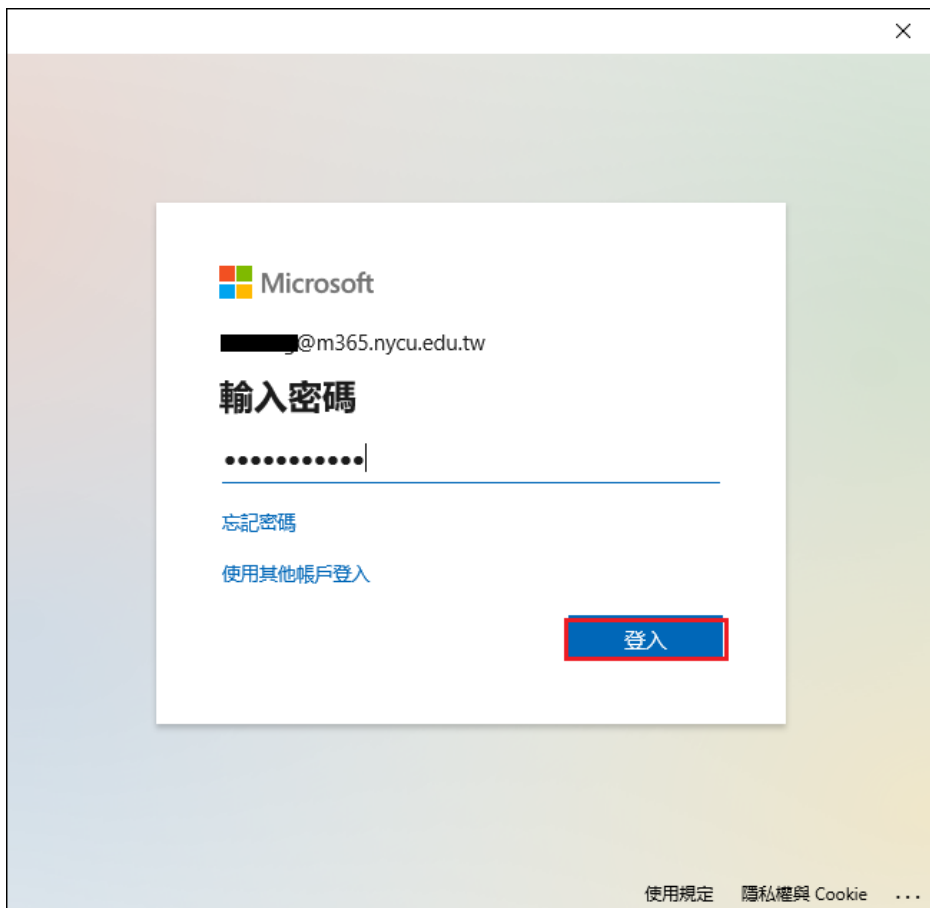 Microsoft
@m365.nycu.edu.tw
輸入密碼
忘記密碼
使用其他帳戶登入
登入
使用規定 隱私權與 Cookie ...